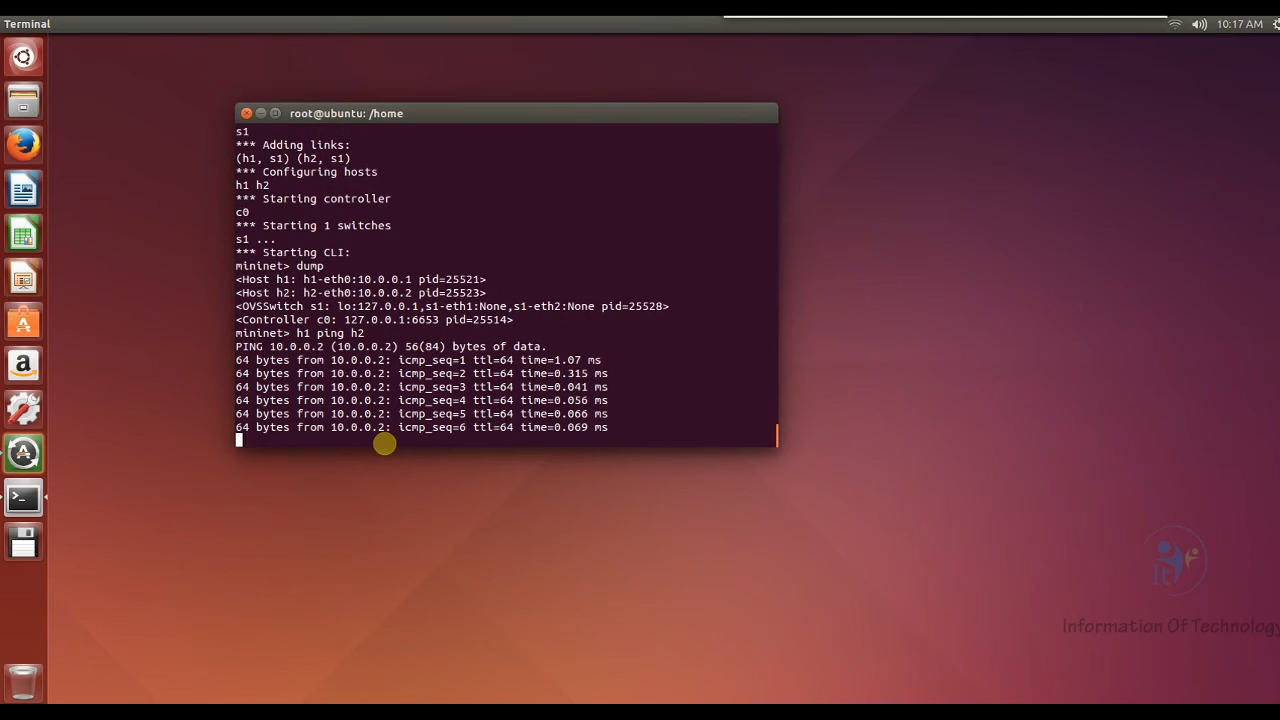 Terminal
10:17 AM
root@ubuntu: /home
s1
*** Adding links:
(h1, s1) (h2, s1)
*** Configuring hosts
h1 h2
*** Starting controller
c0
*** Starting 1 switches
s1 ...
*** Starting CLI:
mininet> dump
<Host h1: h1-eth0:10.0.0.1 pid=25521>
<Host h2: h2-eth0:10.0.0.2 pid=25523>
<OVSSwitch s1: lo:127.0.0.1,s1-eth1:None,s1-eth2:None pid=25528>
<Controller c0: 127.0.0.1:6653 pid=25514>
mininet> h1 ping h2
PING 10.0.0.2 (10.0.0.2) 56(84) bytes of data.
64 bytes from 10.0.0.2: icmp_seq=1 ttl=64 time=1.07 ms
64 bytes from 10.0.0.2: icmp_seq=2 ttl=64 time=0.315 ms
64 bytes from 10.0.0.2: icmp_seq=3 ttl=64 time=0.041 ms
64 bytes from 10.0.0.2: icmp_seq=4 ttl=64 time=0.056 ms
64 bytes from 10.0.0.2: icmp_seq=5 ttl=64 time=0.066 ms
64 bytes from 10.0.0.2: icmp_seq=6 ttl=64 time=0.069 ms
It
Information Of Technology